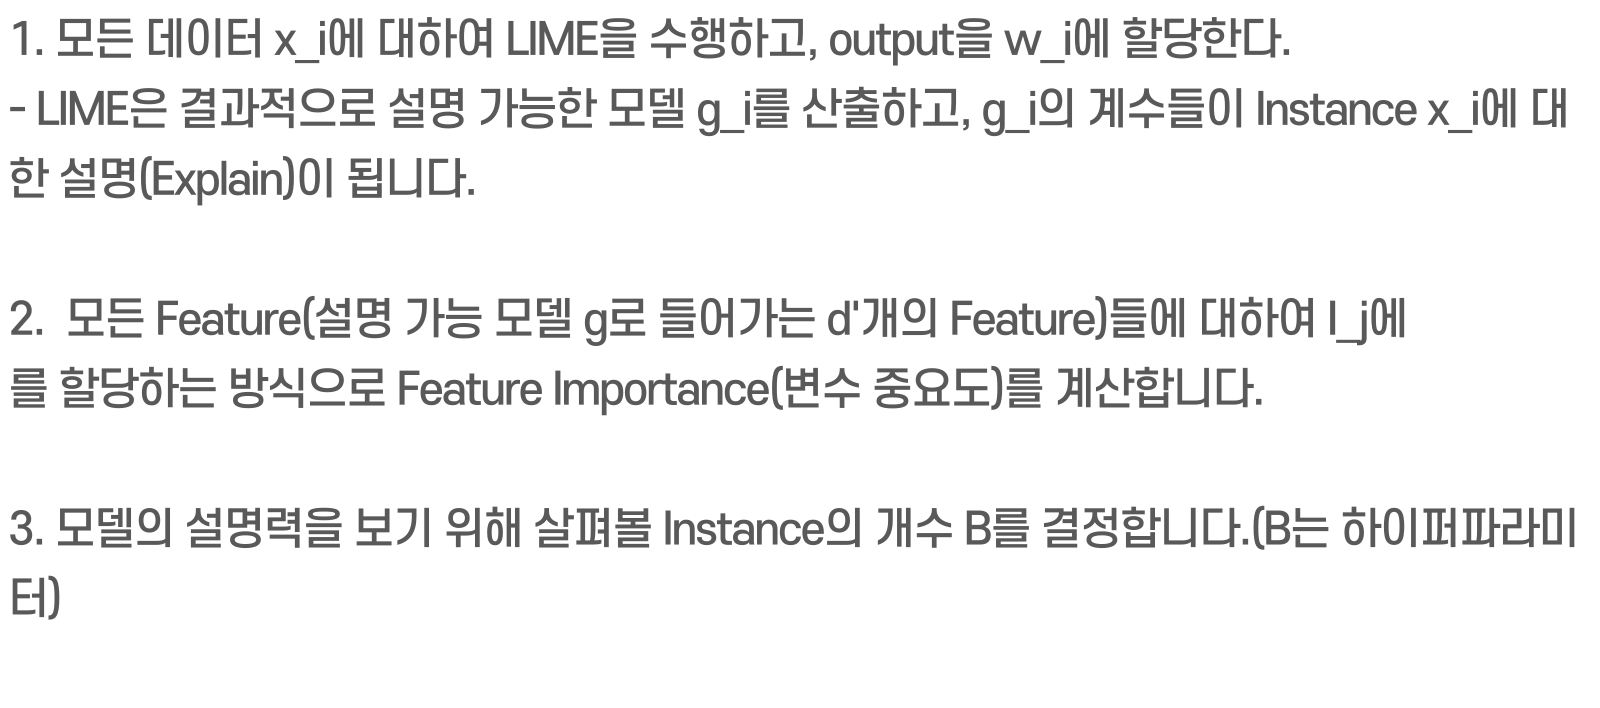 1. 모든 데이터 x_i에 대하여 LIME을 수행하고, output을 w_i에 할당한다.
- LIME은 결과적으로 설명 가능한 모델 g_i를 산출하고, g_i의 계수들이 Instance x_i에 대
한 설명(Explain)이 됩니다.
2. 모든 Feature(설명 가능 모델 g로 들어가는 d'개의 Feature)들에 대하여 I_j에
를 할당하는 방식으로 Feature Importance(변수 중요도)를 계산합니다.
3. 모델의 설명력을 보기 위해 살펴볼 Instance의 개수 B를 결정합니다.(B는 하이퍼파라미
터)